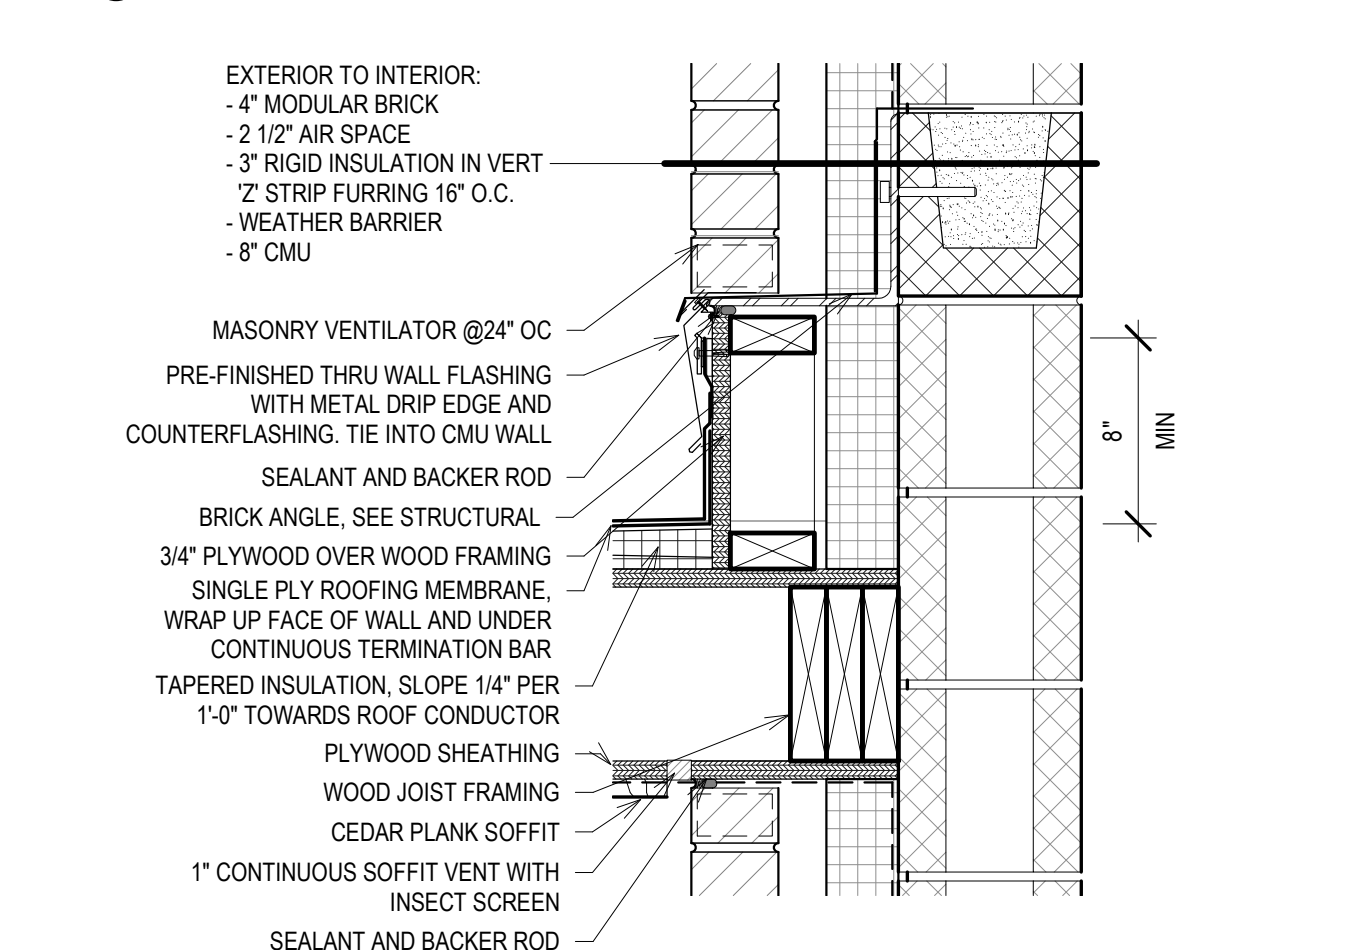 EXTERIOR TO INTERIOR:
- 4" MODULAR BRICK
- 2 1/2" AIR SPACE
- 3" RIGID INSULATION IN VERT
'Z' STRIP FURRING 16" O.C.
- WEATHER BARRIER
- 8" CMU
MASONRY VENTILATOR @24" OC
PRE-FINISHED THRU WALL FLASHING
WITH METAL DRIP EDGE AND
COUNTERFLASHING. TIE INTO CMU WALL
SEALANT AND BACKER ROD
BRICK ANGLE, SEE STRUCTURAL
3/4" PLYWOOD OVER WOOD FRAMING
SINGLE PLY ROOFING MEMBRANE,
WRAP UP FACE OF WALL AND UNDER
CONTINUOUS TERMINATION BAR
TAPERED INSULATION, SLOPE 1/4" PER
1'-0" TOWARDS ROOF CONDUCTOR
PLYWOOD SHEATHING
WOOD JOIST FRAMING
CEDAR PLANK SOFFIT
1" CONTINUOUS SOFFIT VENT WITH
INSECT SCREEN
SEALANT AND BACKER ROD
8"
MIN